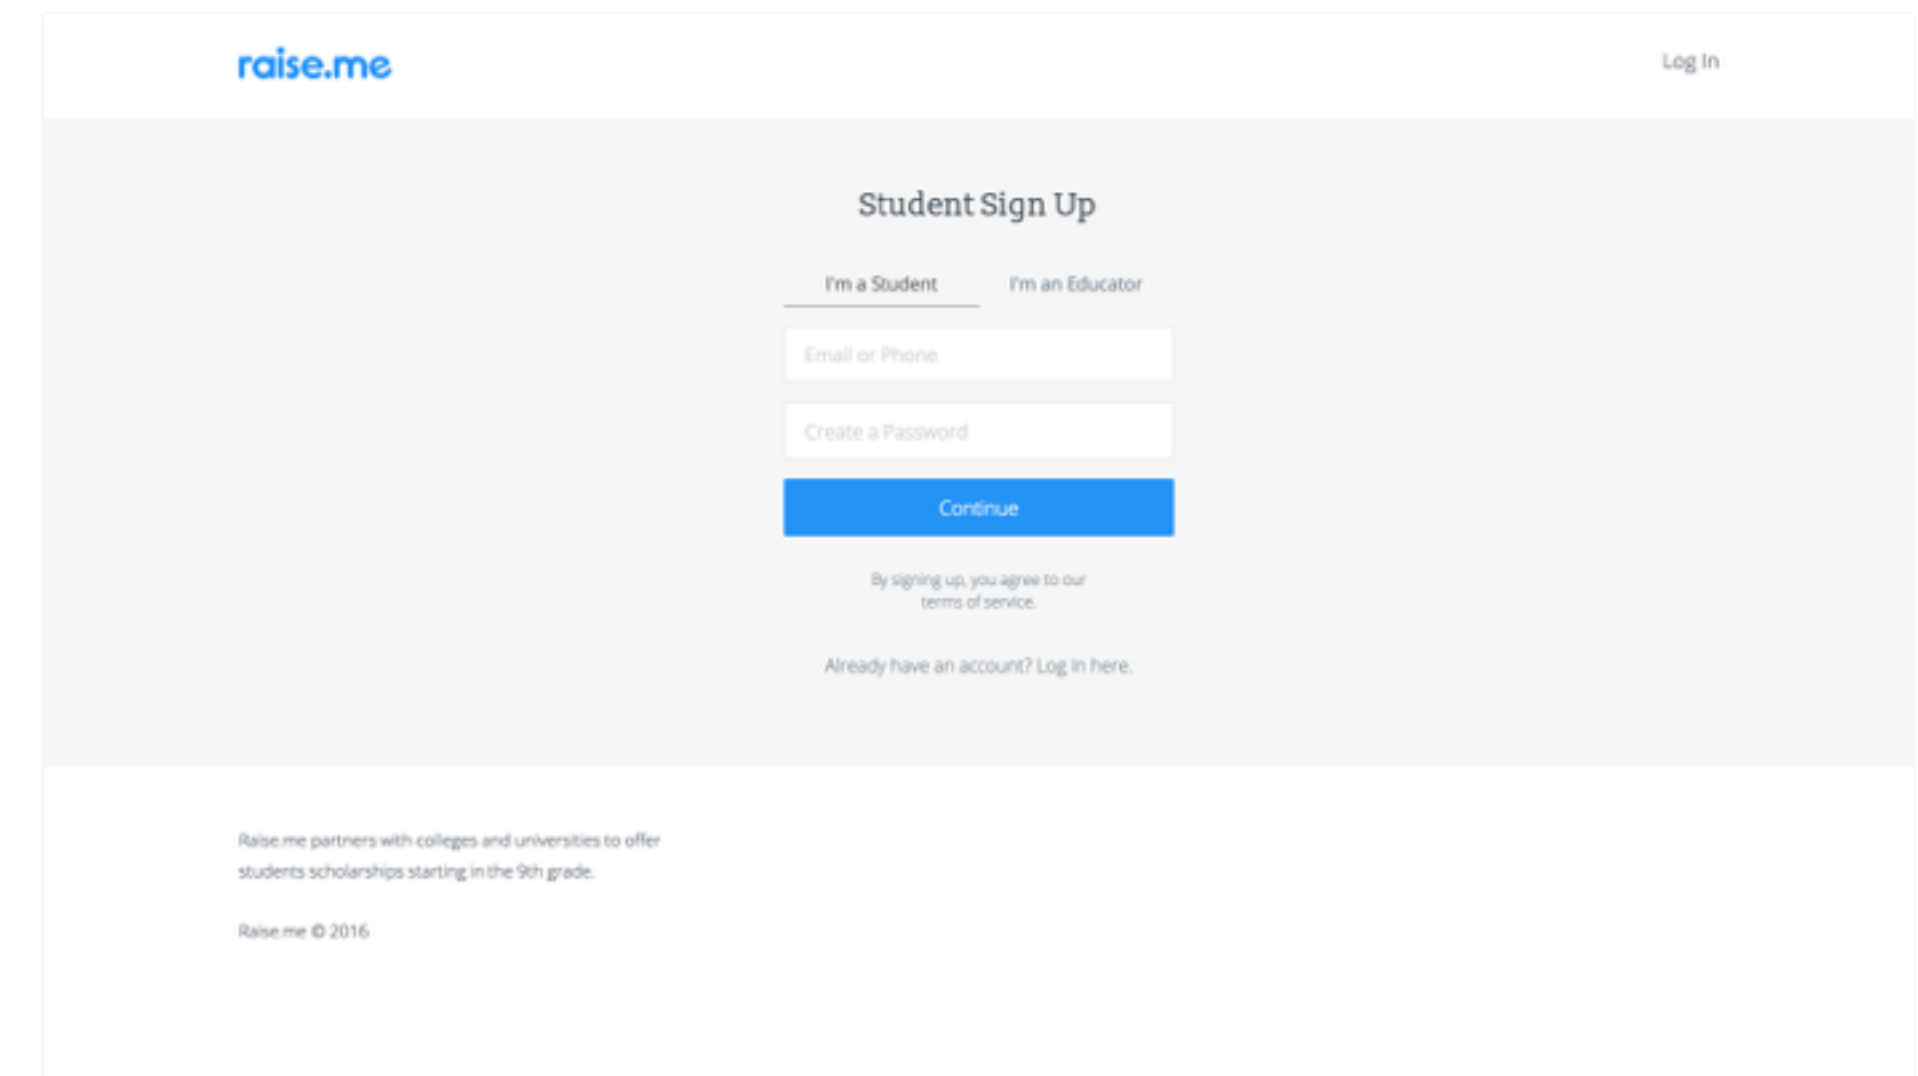 raise.me
Log In
Student Sign Up
I'm a Student
I'm an Educator
Email or Phone
Create a Password
Continue
By signing up, you agree to our
terms of service.
Already have an account? Log In here.
Raise.me partners with colleges and universities to offer
students scholarships starting in the 9th grade.
Raise.me © 2016